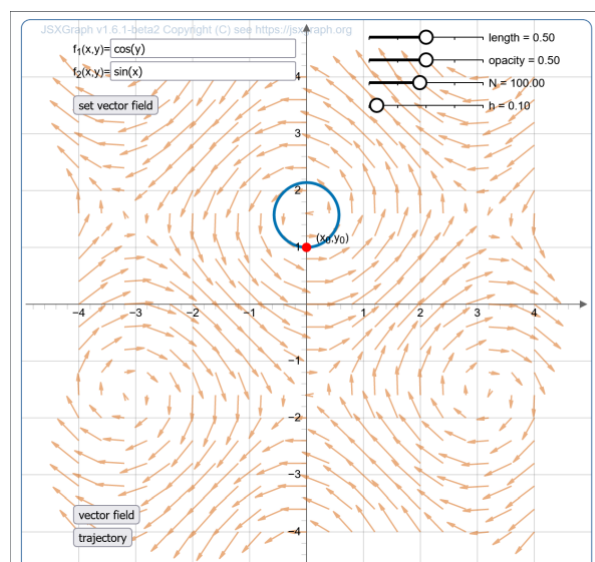 JSXGraph v1.6.1-beta2 Copyright (C) see https://jsxgraph.org
f1(x,y)= cos(y)
f2(x,y)= sin(x)
set vector field
length = 0.50
opacity = 0.50
N = 100.00
h = 0.10
4
3
2
1
(x0,y0)
−4 −3 −2 −1 1 2 3 4
−1
−2
−3
−4
vector field
trajectory